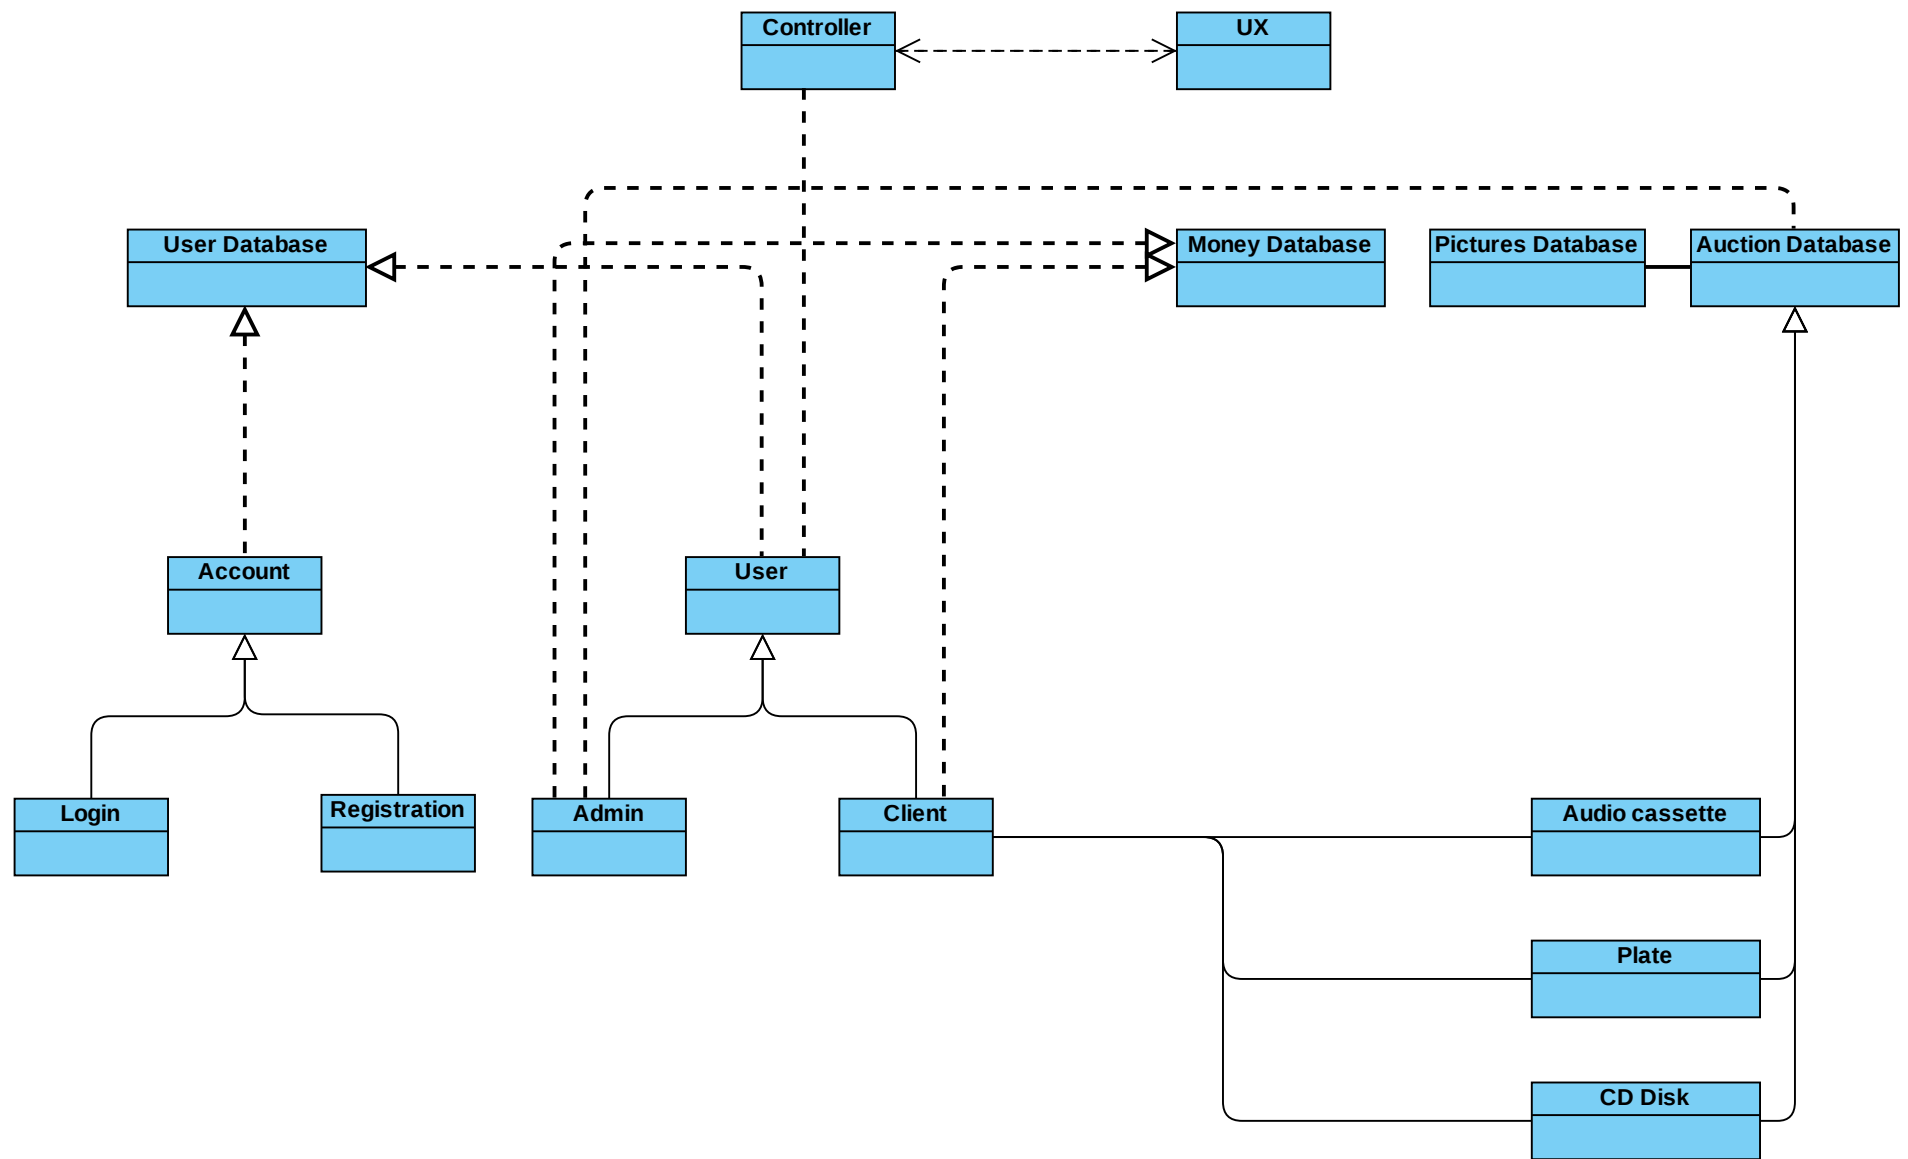 Controller
UX
User Database
Money Database
Pictures Database
Auction Database
Account
User
Login
Registration
Admin
Client
Audio cassette
Plate
CD Disk